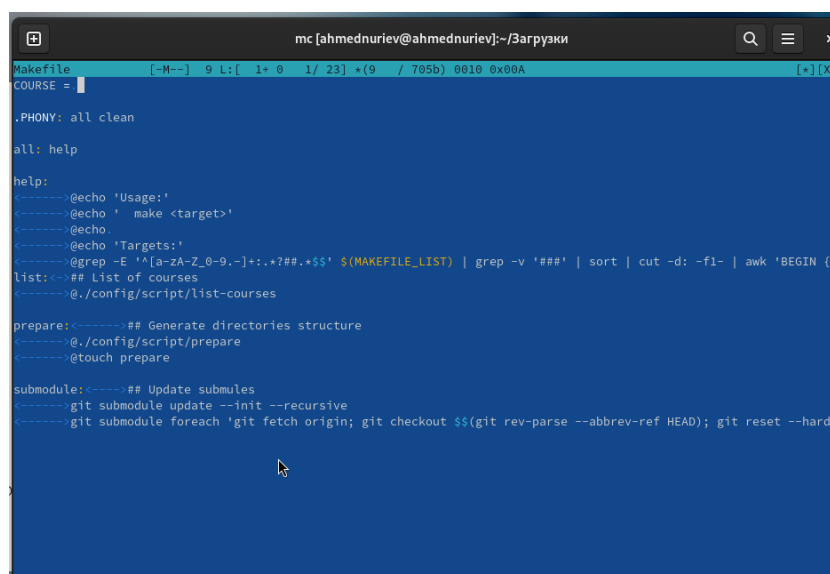 mc [ahmednuriev@ahmednuriev]:~/Загрузки
Makefile [-M--] 9 L:[ 1+ 0 1/ 23] *(9 / 705b) 0010 0x00A [*][X
COURSE =
.PHONY: all clean
all: help
help:
<------>@echo 'Usage:'
<------>@echo '  make <target>'
<------>@echo.
<------>@echo 'Targets:'
<------>@grep -E '^[a-zA-Z_0-9.-]+:.*?##.*$$' $(MAKEFILE_LIST) | grep -v '###' | sort | cut -d: -f1- | awk 'BEGIN {
list:<->## List of courses
<------>@./config/script/list-courses
prepare:<------>## Generate directories structure
<------>@./config/script/prepare
<------>@touch prepare
submodule:<---->## Update submules
<------>git submodule update --init --recursive
<------>git submodule foreach 'git fetch origin; git checkout $$(git rev-parse --abbrev-ref HEAD); git reset --hard